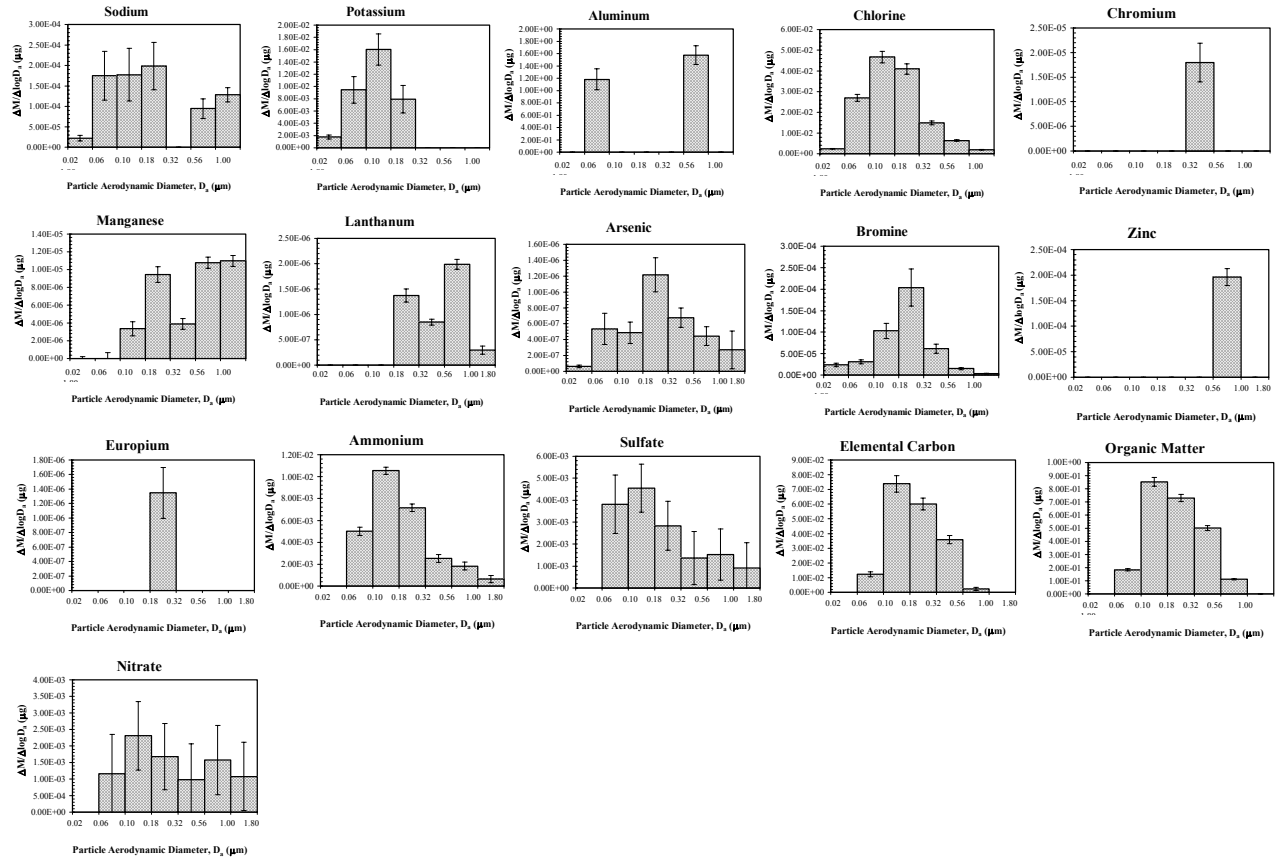 Sodium
ΔM/ΔlogDa (μg)
3.00E-04
2.50E-04
2.00E-04
1.50E-04
1.00E-04
5.00E-05
0.00E+00
0.02 0.06 0.10 0.18 0.32 0.56 1.00
Particle Aerodynamic Diameter, Da (μm)
Potassium
ΔM/ΔlogDa (μg)
2.00E-02
1.80E-02
1.60E-02
1.40E-02
1.20E-02
1.00E-02
8.00E-03
6.00E-03
4.00E-03
2.00E-03
0.00E+00
0.02 0.06 0.10 0.18 0.32 0.56 1.00
Particle Aerodynamic Diameter, Da (μm)
Aluminum
ΔM/ΔlogDa (μg)
2.00E+00
1.80E+00
1.60E+00
1.40E+00
1.20E+00
1.00E+00
8.00E-01
6.00E-01
4.00E-01
2.00E-01
0.00E+00
0.02 0.06 0.10 0.18 0.32 0.56 1.00
Particle Aerodynamic Diameter, Da (μm)
Chlorine
ΔM/ΔlogDa (μg)
6.00E-02
5.00E-02
4.00E-02
3.00E-02
2.00E-02
1.00E-02
0.00E+00
0.02 0.06 0.10 0.18 0.32 0.56 1.00
Particle Aerodynamic Diameter, Da (μm)
Chromium
ΔM/ΔlogDa (μg)
2.50E-05
2.00E-05
1.50E-05
1.00E-05
5.00E-06
0.00E+00
0.02 0.06 0.10 0.18 0.32 0.56 1.00
Particle Aerodynamic Diameter, Da (μm)
Manganese
ΔM/ΔlogDa (μg)
1.40E-05
1.20E-05
1.00E-05
8.00E-06
6.00E-06
4.00E-06
2.00E-06
0.00E+00
0.02 0.06 0.10 0.18 0.32 0.56 1.00
Particle Aerodynamic Diameter, Da (μm)
Lanthanum
ΔM/ΔlogDa (μg)
2.50E-06
2.00E-06
1.50E-06
1.00E-06
5.00E-07
0.00E+00
0.02 0.06 0.10 0.18 0.32 0.56 1.00 1.80
Particle Aerodynamic Diameter, Da (μm)
Arsenic
ΔM/ΔlogDa (μg)
1.60E-06
1.40E-06
1.20E-06
1.00E-06
8.00E-07
6.00E-07
4.00E-07
2.00E-07
0.00E+00
0.02 0.06 0.10 0.18 0.32 0.56 1.00 1.80
Particle Aerodynamic Diameter, Da (μm)
Bromine
ΔM/ΔlogDa (μg)
3.00E-04
2.50E-04
2.00E-04
1.50E-04
1.00E-04
5.00E-05
0.00E+00
0.02 0.06 0.10 0.18 0.32 0.56 1.00
Particle Aerodynamic Diameter, Da (μm)
Zinc
ΔM/ΔlogDa (μg)
2.50E-04
2.00E-04
1.50E-04
1.00E-04
5.00E-05
0.00E+00
0.02 0.06 0.10 0.18 0.32 0.56 1.00 1.80
Particle Aerodynamic Diameter, Da (μm)
Europium
ΔM/ΔlogDa (μg)
1.80E-06
1.60E-06
1.40E-06
1.20E-06
1.00E-06
8.00E-07
6.00E-07
4.00E-07
2.00E-07
0.00E+00
0.02 0.06 0.10 0.18 0.32 0.56 1.00 1.80
Particle Aerodynamic Diameter, Da (μm)
Ammonium
ΔM/ΔlogDa (μg)
1.20E-02
1.00E-02
8.00E-03
6.00E-03
4.00E-03
2.00E-03
0.00E+00
0.02 0.06 0.10 0.18 0.32 0.56 1.00 1.80
Particle Aerodynamic Diameter, Da (μm)
Sulfate
ΔM/ΔlogDa (μg)
6.00E-03
5.00E-03
4.00E-03
3.00E-03
2.00E-03
1.00E-03
0.00E+00
0.02 0.06 0.10 0.18 0.32 0.56 1.00 1.80
Particle Aerodynamic Diameter, Da (μm)
Elemental Carbon
ΔM/ΔlogDa (μg)
9.00E-02
8.00E-02
7.00E-02
6.00E-02
5.00E-02
4.00E-02
3.00E-02
2.00E-02
1.00E-02
0.00E+00
0.02 0.06 0.10 0.18 0.32 0.56 1.00 1.80
Particle Aerodynamic Diameter, Da (μm)
Organic Matter
ΔM/ΔlogDa (μg)
1.00E+00
9.00E-01
8.00E-01
7.00E-01
6.00E-01
5.00E-01
4.00E-01
3.00E-01
2.00E-01
1.00E-01
0.00E+00
0.02 0.06 0.10 0.18 0.32 0.56 1.00
Particle Aerodynamic Diameter, Da (μm)
Nitrate
ΔM/ΔlogDa (μg)
4.00E-03
3.50E-03
3.00E-03
2.50E-03
2.00E-03
1.50E-03
1.00E-03
5.00E-04
0.00E+00
0.02 0.06 0.10 0.18 0.32 0.56 1.00 1.80
Particle Aerodynamic Diameter, Da (μm)